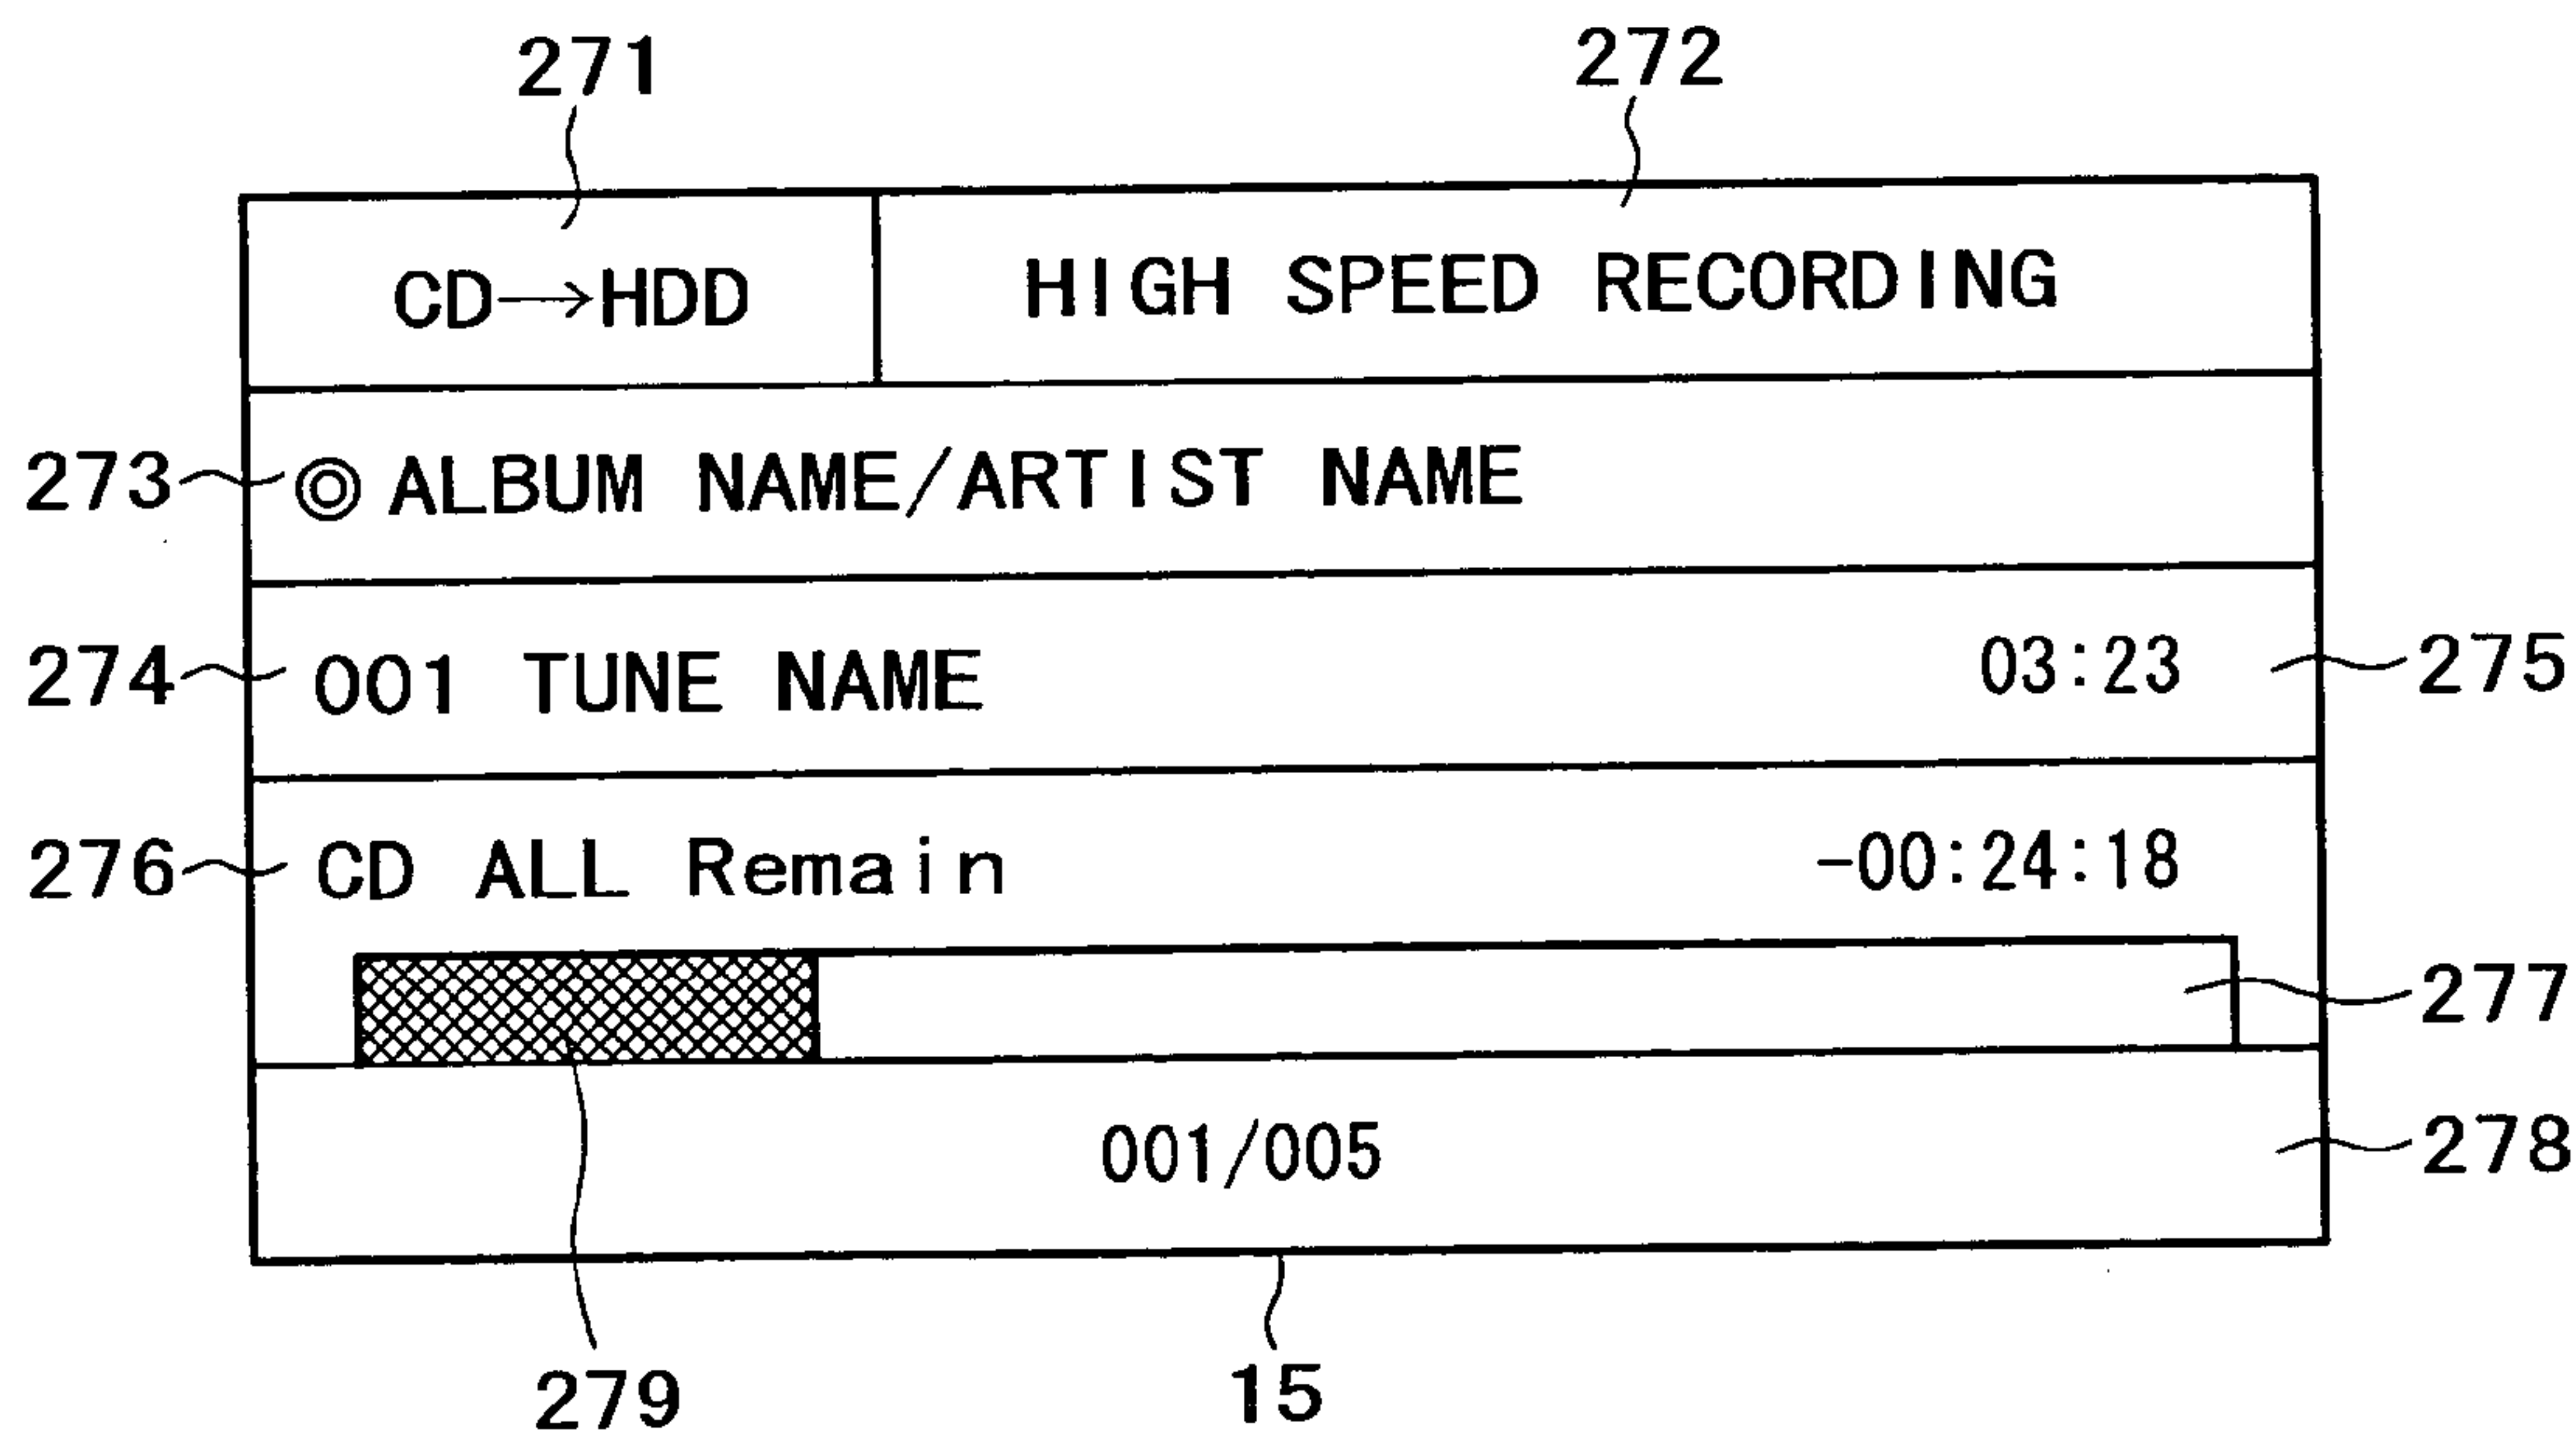 271 272
CD→HDD HIGH SPEED RECORDING
273 ◎ ALBUM NAME/ARTIST NAME
274 001 TUNE NAME 03:23 275
276 CD ALL Remain -00:24:18
277
001/005 278
279 15